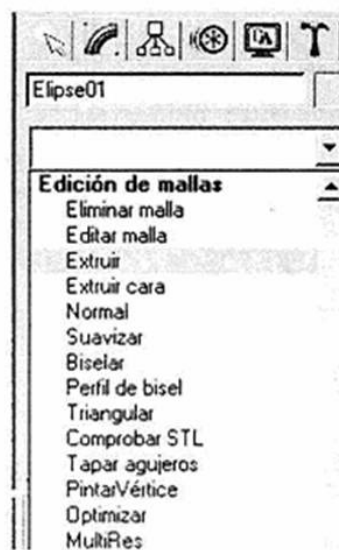 Elipse01
Edición de mallas
Eliminar malla
Editar malla
Extruir
Extruir cara
Normal
Suavizar
Biselar
Perfil de bisel
Triangular
Comprobar STL
Tapar agujeros
PintarVértice
Optimizar
MultiRes